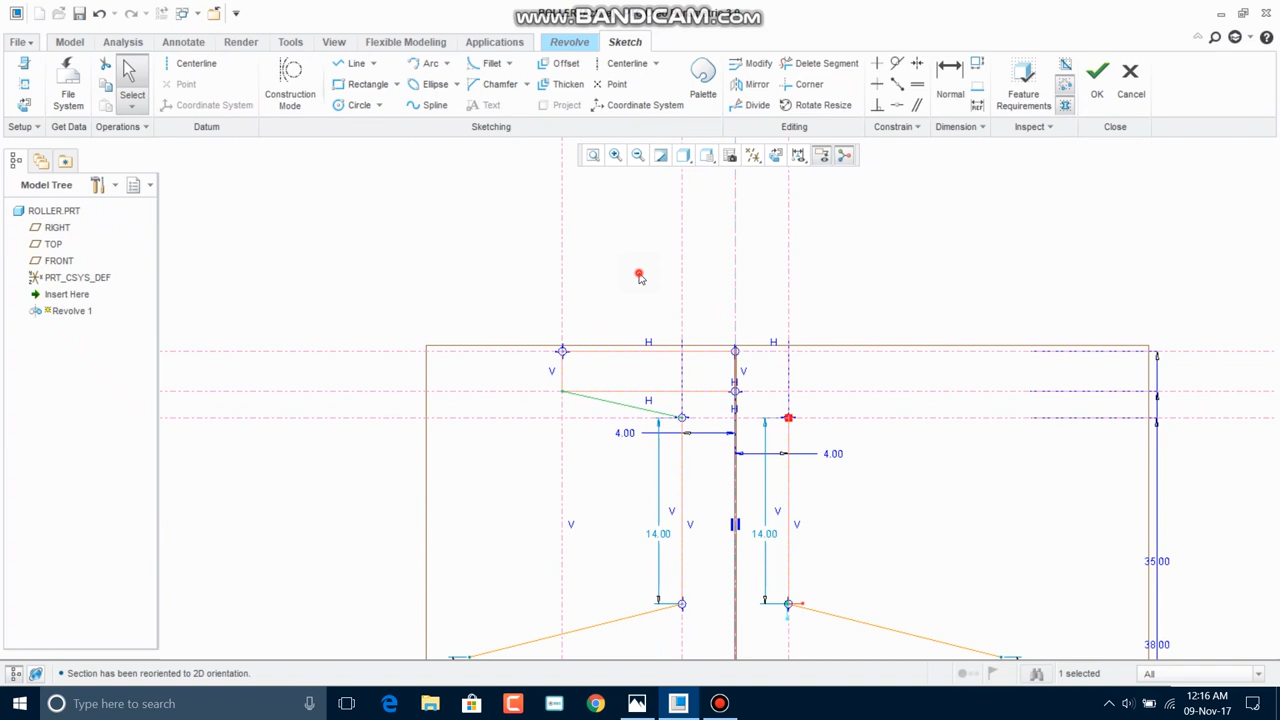 ROLLER
www.BANDICAM.com
ric 3.0
File Model Analysis Annotate Render Tools View Flexible Modeling Applications Revolve Sketch
Centerline Line Arc Fillet Offset Centerline Modify Delete Segment
Point Rectangle Ellipse Chamfer Thicken Point Mirror Corner
Coordinate System Circle Spline Text Project Coordinate System Divide Rotate Resize
File System Select Construction Mode Palette Normal Feature Requirements OK Cancel
Setup Get Data Operations Datum Sketching Editing Constrain Dimension Inspect Close
Model Tree
ROLLER.PRT
RIGHT
TOP
FRONT
PRT_CSYS_DEF
Insert Here
Revolve 1
H H
V V
H
H H
4.00
4.00
V V
V V V
14.00 14.00
35.00
38.00
Section has been reoriented to 2D orientation. 1 selected All
Type here to search
12:16 AM
09-Nov-17